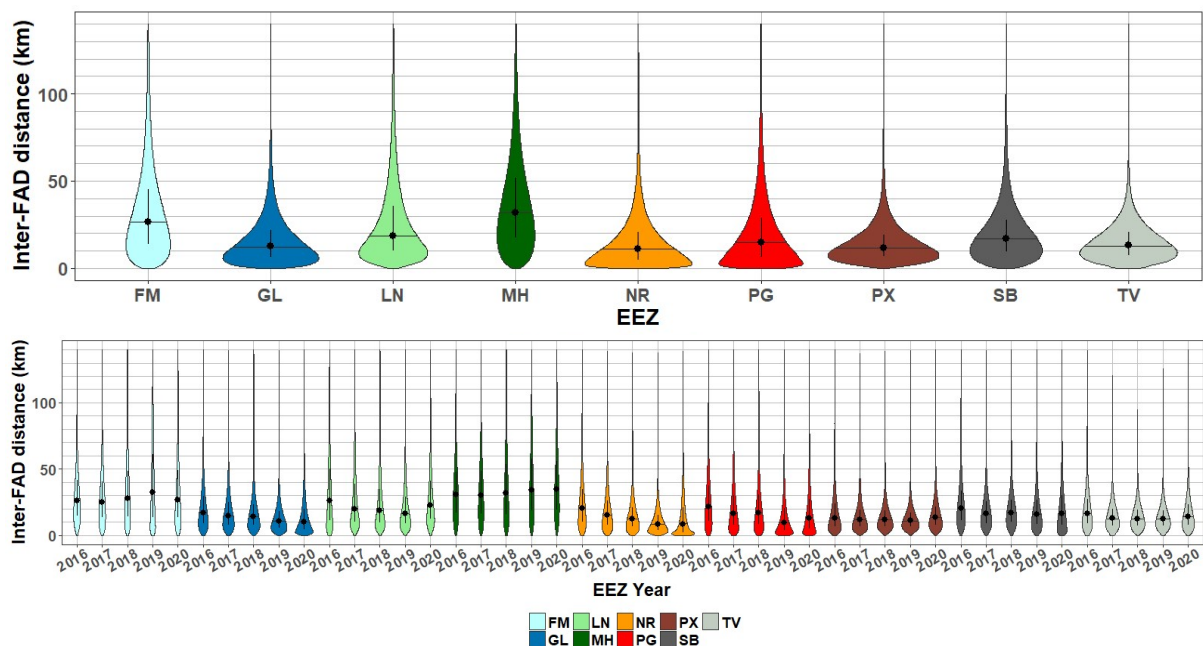 Inter-FAD distance (km)
100
50
0
FM GL LN MH NR PG PX SB TV
EEZ
Inter-FAD distance (km)
100
50
0
2016 2017 2018 2019 2020 2016 2017 2018 2019 2020 2016 2017 2018 2019 2020 2016 2017 2018 2019 2020 2016 2017 2018 2019 2020 2016 2017 2018 2019 2020 2016 2017 2018 2019 2020 2016 2017 2018 2019 2020 2016 2017 2018 2019 2020
EEZ Year
FM LN NR PX TV
GL MH PG SB